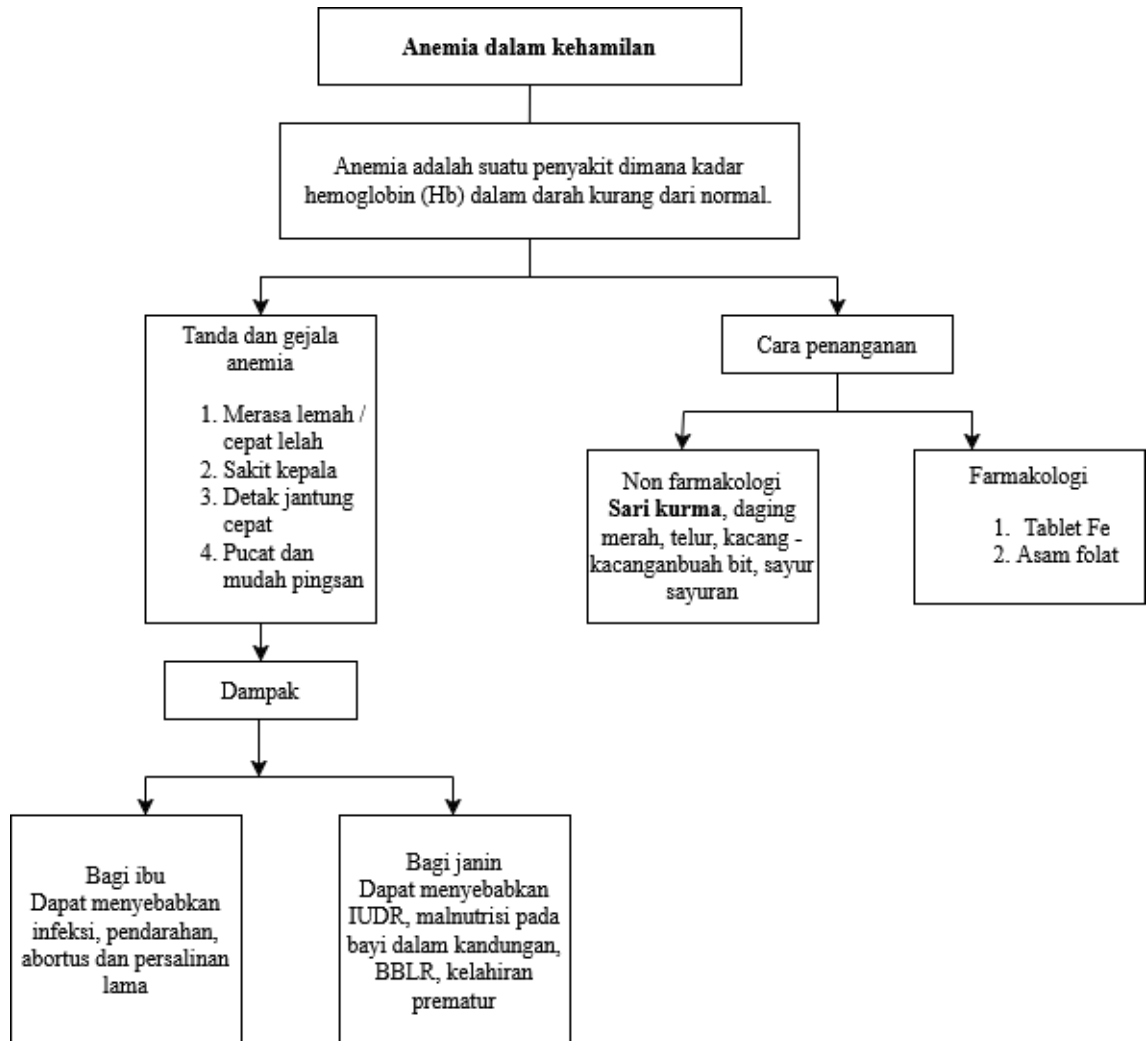 Anemia dalam kehamilan
Anemia adalah suatu penyakit dimana kadar
hemoglobin (Hb) dalam darah kurang dari normal.
Tanda dan gejala
anemia
1. Merasa lemah /
cepat lelah
2. Sakit kepala
3. Detak jantung
cepat
4. Pucat dan
mudah pingsan
Cara penanganan
Non farmakologi
Sari kurma, daging
merah, telur, kacang -
kacanganbuah bit, sayur
sayuran
Farmakologi
1. Tablet Fe
2. Asam folat
Dampak
Bagi ibu
Dapat menyebabkan
infeksi, pendarahan,
abortus dan persalinan
lama
Bagi janin
Dapat menyebabkan
IUDR, malnutrisi pada
bayi dalam kandungan,
BBLR, kelahiran
prematur